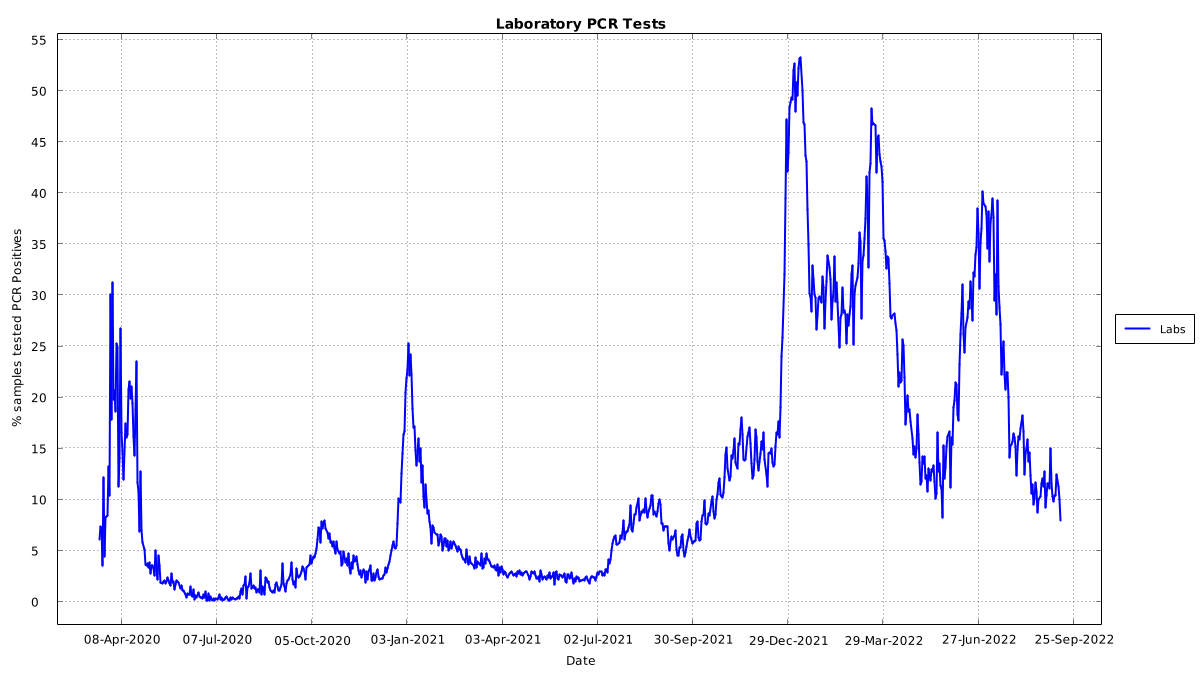 Laboratory PCR Tests
% samples tested PCR Positives
55
50
45
40
35
30
25
20
15
10
5
0
08-Apr-2020 07-Jul-2020 05-Oct-2020 03-Jan-2021 03-Apr-2021 02-Jul-2021 30-Sep-2021 29-Dec-2021 29-Mar-2022 27-Jun-2022 25-Sep-2022
Date
Labs